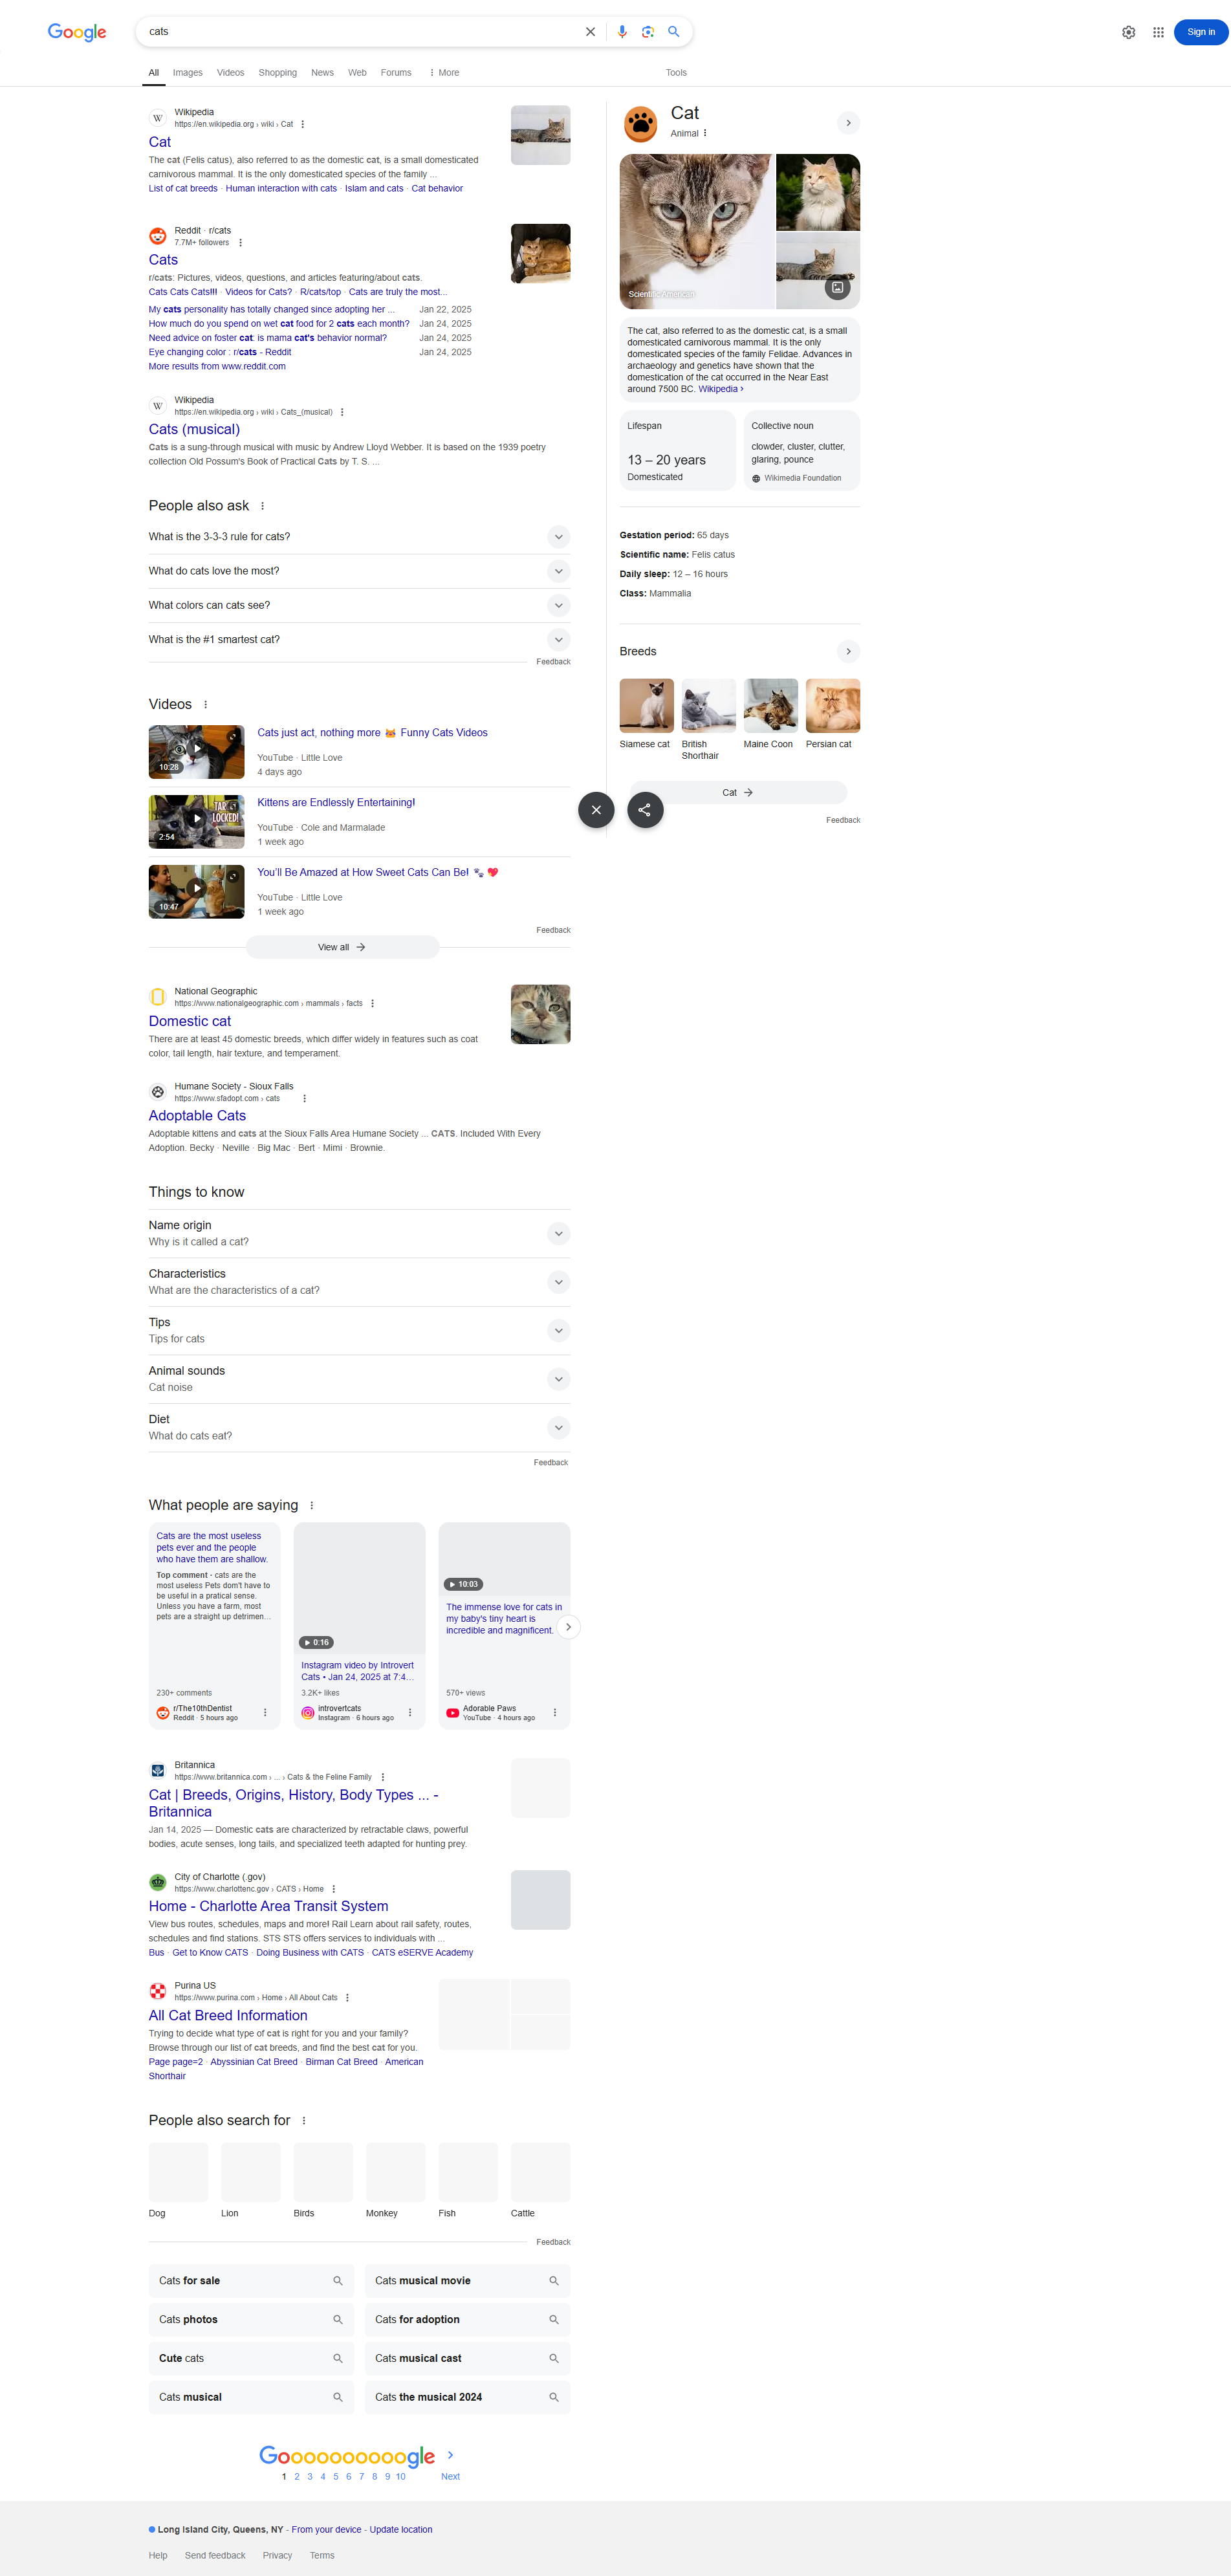 Google
cats
Sign in
All Images Videos Shopping News Web Forums More Tools
Wikipedia
https://en.wikipedia.org › wiki › Cat
Cat
The cat (Felis catus), also referred to as the domestic cat, is a small domesticated
carnivorous mammal. It is the only domesticated species of the family ...
List of cat breeds · Human interaction with cats · Islam and cats · Cat behavior
Reddit · r/cats
7.7M+ followers
Cats
r/cats: Pictures, videos, questions, and articles featuring/about cats.
Cats Cats Cats!!! · Videos for Cats? · R/cats/top · Cats are truly the most...
My cats personality has totally changed since adopting her ... Jan 22, 2025
How much do you spend on wet cat food for 2 cats each month? Jan 24, 2025
Need advice on foster cat: is mama cat's behavior normal? Jan 24, 2025
Eye changing color : r/cats - Reddit Jan 24, 2025
More results from www.reddit.com
Wikipedia
https://en.wikipedia.org › wiki › Cats_(musical)
Cats (musical)
Cats is a sung-through musical with music by Andrew Lloyd Webber. It is based on the 1939 poetry
collection Old Possum's Book of Practical Cats by T. S. ...
People also ask
What is the 3-3-3 rule for cats?
What do cats love the most?
What colors can cats see?
What is the #1 smartest cat?
Feedback
Videos
10:28
Cats just act, nothing more 😹 Funny Cats Videos
YouTube · Little Love
4 days ago
TAR
LOCKED!
2:54
Kittens are Endlessly Entertaining!
YouTube · Cole and Marmalade
1 week ago
10:47
You'll Be Amazed at How Sweet Cats Can Be! 🐾 ❤️
YouTube · Little Love
1 week ago
Feedback
View all
National Geographic
https://www.nationalgeographic.com › mammals › facts
Domestic cat
There are at least 45 domestic breeds, which differ widely in features such as coat
color, tail length, hair texture, and temperament.
Humane Society - Sioux Falls
https://www.sfadopt.com › cats
Adoptable Cats
Adoptable kittens and cats at the Sioux Falls Area Humane Society ... CATS. Included With Every
Adoption. Becky · Neville · Big Mac · Bert · Mimi · Brownie.
Things to know
Name origin
Why is it called a cat?
Characteristics
What are the characteristics of a cat?
Tips
Tips for cats
Animal sounds
Cat noise
Diet
What do cats eat?
Feedback
What people are saying
Cats are the most useless
pets ever and the people
who have them are shallow.
Top comment · cats are the
most useless Pets don't have to
be useful in a pratical sense.
Unless you have a farm, most
pets are a straight up detrimen...
230+ comments
r/The10thDentist
Reddit · 5 hours ago
0:16
Instagram video by Introvert
Cats • Jan 24, 2025 at 7:4...
3.2K+ likes
introvertcats
Instagram · 6 hours ago
10:03
The immense love for cats in
my baby's tiny heart is
incredible and magnificent.
570+ views
Adorable Paws
YouTube · 4 hours ago
Britannica
https://www.britannica.com › ... › Cats & the Feline Family
Cat | Breeds, Origins, History, Body Types ... -
Britannica
Jan 14, 2025 — Domestic cats are characterized by retractable claws, powerful
bodies, acute senses, long tails, and specialized teeth adapted for hunting prey.
City of Charlotte (.gov)
https://www.charlottenc.gov › CATS › Home
Home - Charlotte Area Transit System
View bus routes, schedules, maps and more! Rail Learn about rail safety, routes,
schedules and find stations. STS STS offers services to individuals with ...
Bus · Get to Know CATS · Doing Business with CATS · CATS eSERVE Academy
Purina US
https://www.purina.com › Home › All About Cats
All Cat Breed Information
Trying to decide what type of cat is right for you and your family?
Browse through our list of cat breeds, and find the best cat for you.
Page page=2 · Abyssinian Cat Breed · Birman Cat Breed · American
Shorthair
People also search for
Dog Lion Birds Monkey Fish Cattle
Feedback
Cats for sale
Cats musical movie
Cats photos
Cats for adoption
Cute cats
Cats musical cast
Cats musical
Cats the musical 2024
Goooooooooogle
1 2 3 4 5 6 7 8 9 10 Next
Cat
Animal
Scientific American
The cat, also referred to as the domestic cat, is a small
domesticated carnivorous mammal. It is the only
domesticated species of the family Felidae. Advances in
archaeology and genetics have shown that the
domestication of the cat occurred in the Near East
around 7500 BC. Wikipedia ›
Lifespan
13 – 20 years
Domesticated
Collective noun
clowder, cluster, clutter,
glaring, pounce
Wikimedia Foundation
Gestation period: 65 days
Scientific name: Felis catus
Daily sleep: 12 – 16 hours
Class: Mammalia
Breeds
Siamese cat
British
Shorthair
Maine Coon
Persian cat
Cat
Feedback
Long Island City, Queens, NY - From your device - Update location
Help Send feedback Privacy Terms